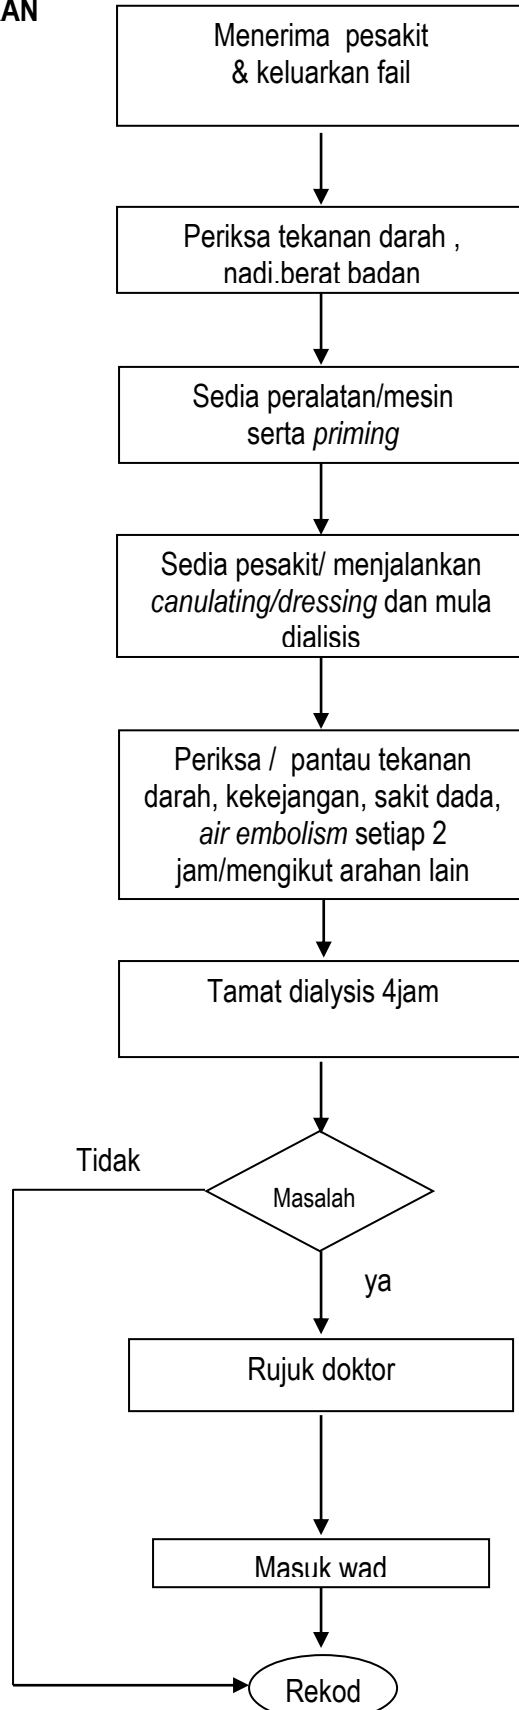 AN
Menerima pesakit
& keluarkan fail
Periksa tekanan darah ,
nadi.berat badan
Sedia peralatan/mesin
serta priming
Sedia pesakit/ menjalankan
canulating/dressing dan mula
dialisis
Periksa / pantau tekanan
darah, kekejangan, sakit dada,
air embolism setiap 2
jam/mengikut arahan lain
Tamat dialysis 4jam
Tidak
Masalah
ya
Rujuk doktor
Masuk wad
Rekod